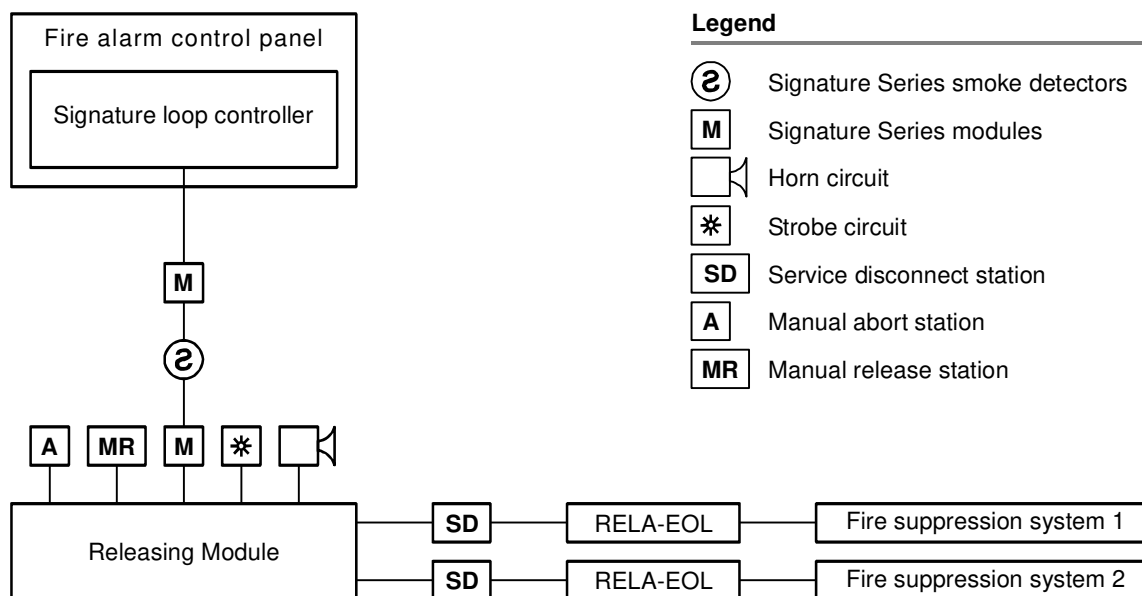 Fire alarm control panel
Signature loop controller
M
S
A
MR
M
Releasing Module
SD
RELA-EOL
Fire suppression system 1
SD
RELA-EOL
Fire suppression system 2
Legend
S
Signature Series smoke detectors
M
Signature Series modules
Horn circuit
Strobe circuit
SD
Service disconnect station
A
Manual abort station
MR
Manual release station